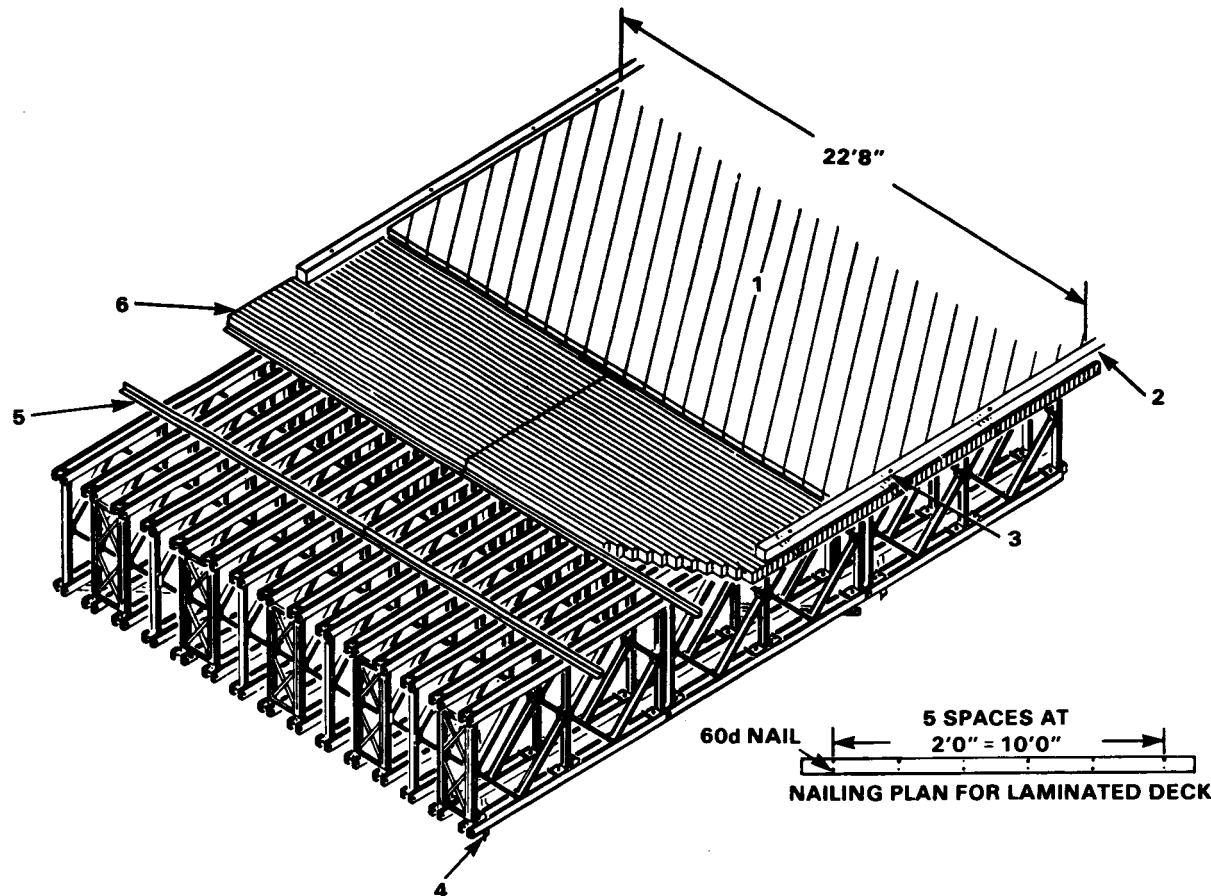 22'8"
1
6
5
2
3
5 SPACES AT
60d NAIL
2'0" = 10'0"
NAILING PLAN FOR LAMINATED DECK
4